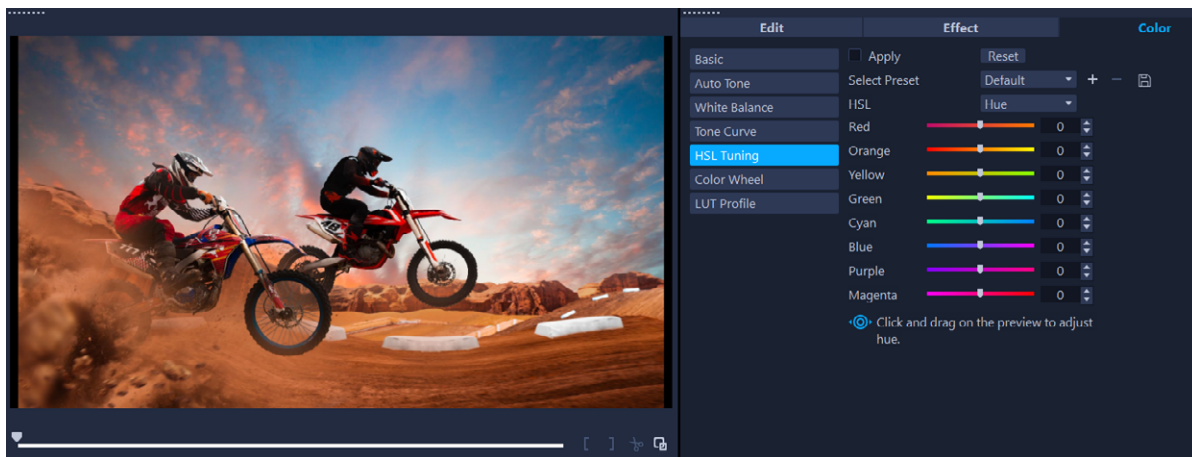 Edit Effect Color
Basic
Auto Tone
White Balance
Tone Curve
HSL Tuning
Color Wheel
LUT Profile
Apply Reset
Select Preset Default
HSL Hue
Red 0
Orange 0
Yellow 0
Green 0
Cyan 0
Blue 0
Purple 0
Magenta 0
Click and drag on the preview to adjust
hue.